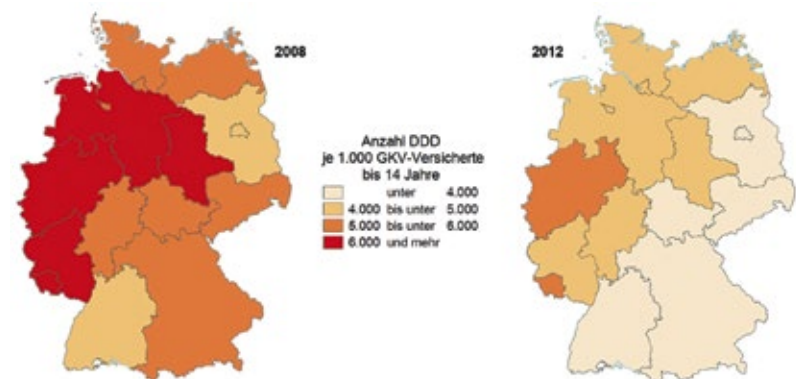 2008
2012
Anzahl DDD
je 1.000 GKV-Versicherte
bis 14 Jahre
unter 4.000
4.000 bis unter 5.000
5.000 bis unter 6.000
6.000 und mehr